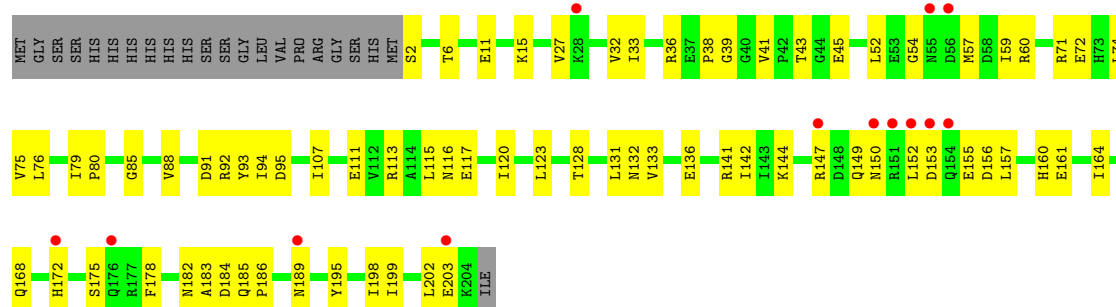 MET GLY SER SER HIS HIS HIS HIS HIS HIS SER SER GLY LEU VAL PRO ARG GLY SER HIS MET S2 T6 E11 K15 V27 K28 V32 I33 R36 E37 P38 G39 G40 V41 P42 T43 G44 E45 L52 E53 G54 N55 D56 M57 D58 I59 R60 R71 E72 H73 L74
V75 L76 I79 P80 G85 V88 D91 R92 Y93 I94 D95 I107 E111 V112 R113 A114 L115 N116 E117 I120 L123 T128 L131 N132 V133 E136 R141 I142 I143 K144 R147 D148 Q149 N150 R151 L152 D153 Q154 E155 D156 L157 H160 E161 I164
Q168 H172 S175 Q176 R177 F178 N182 A183 D184 Q185 P186 N189 Y195 I198 I199 L202 E203 K204 ILE